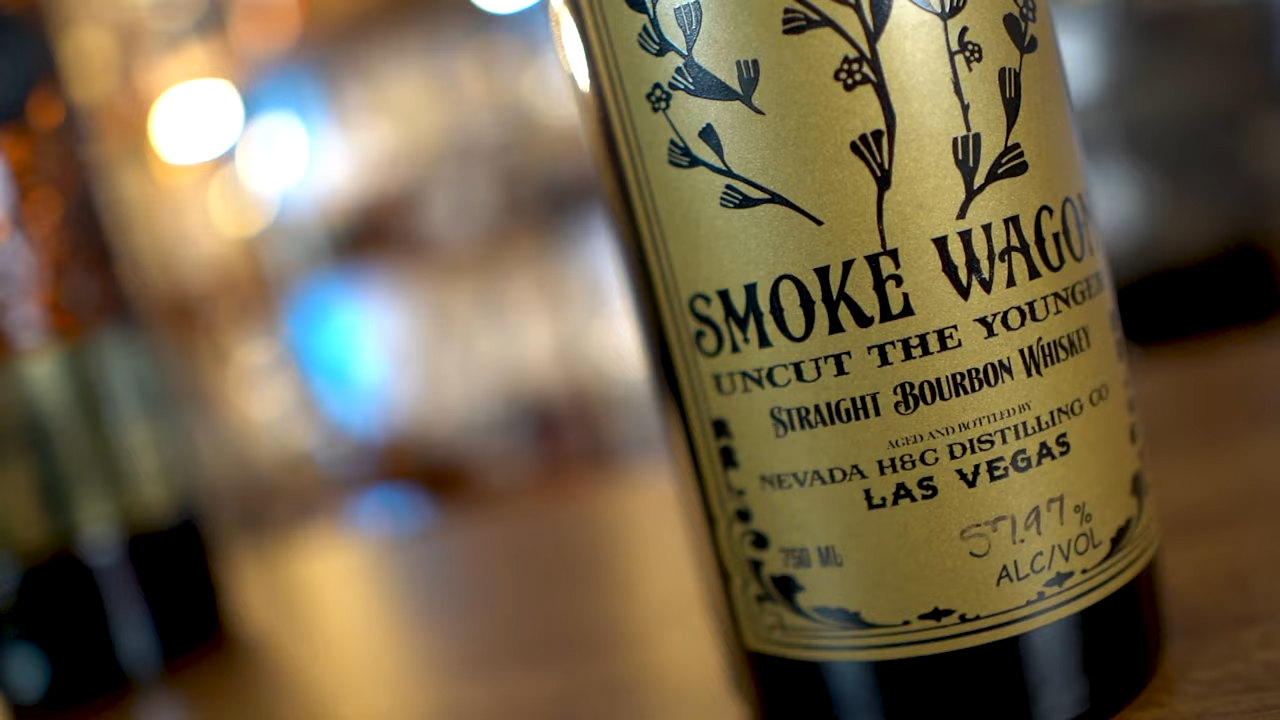 SMOKE WAGON
UNCUT THE YOUNGER
STRAIGHT BOURBON WHISKEY
AGED AND BOTTLED BY
NEVADA H&C DISTILLING CO
LAS VEGAS
57.97%
ALC/VOL
750 ML